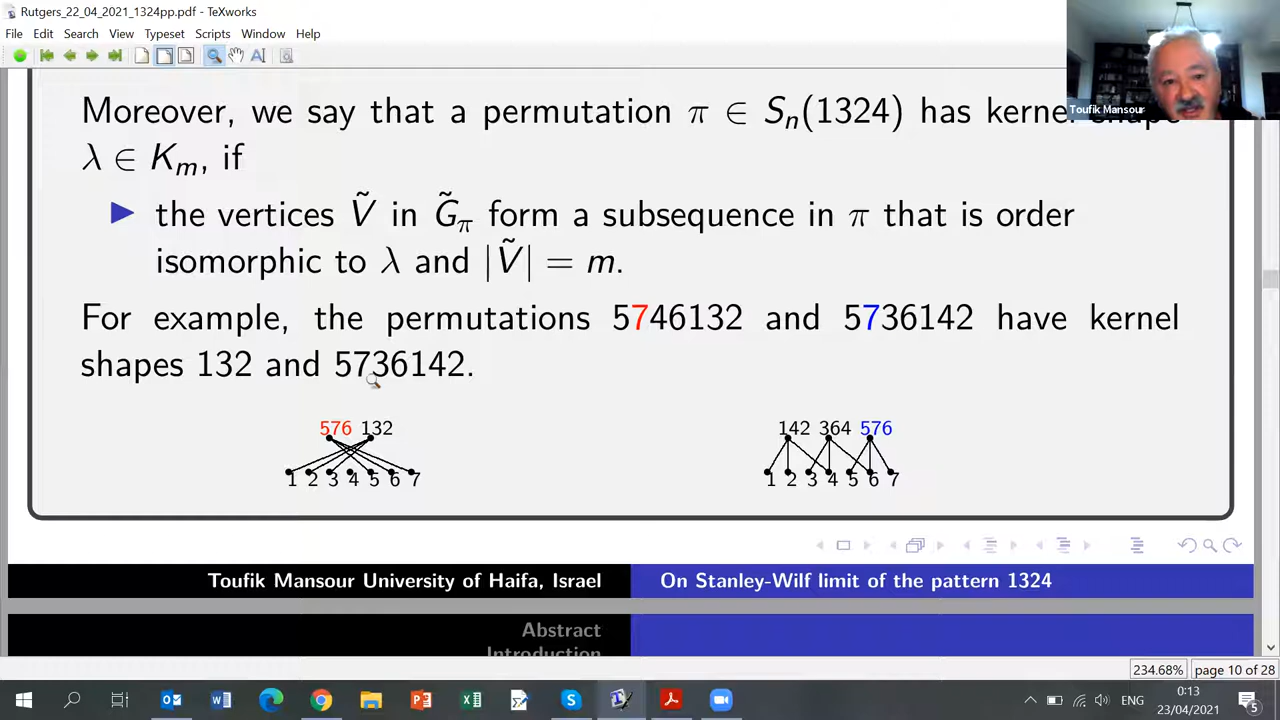 Rutgers_22_04_2021_1324pp.pdf - TeXworks
File Edit Search View Typeset Scripts Window Help
Toufik Mansour
Moreover, we say that a permutation π ∈ Sₙ(1324) has kernel shape
λ ∈ Kₘ, if
the vertices Ṽ in G̃_π form a subsequence in π that is order
isomorphic to λ and |Ṽ| = m.
For example, the permutations 5746132 and 5736142 have kernel
shapes 132 and 5736142.
576 132
1 2 3 4 5 6 7
142 364 576
1 2 3 4 5 6 7
Toufik Mansour University of Haifa, Israel On Stanley-Wilf limit of the pattern 1324
Abstract
Introduction
234.68% page 10 of 28
ENG
0:13
23/04/2021
5